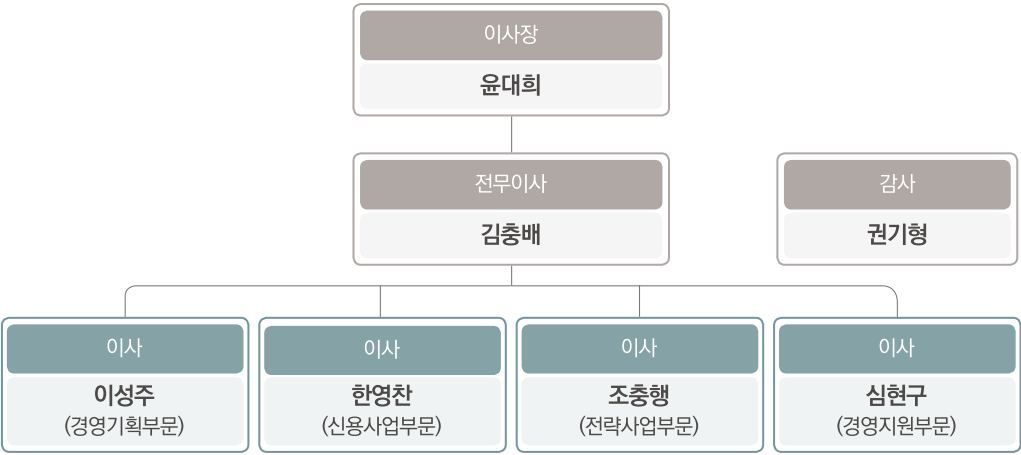 이사장
윤대희
전무이사
김충배
감사
권기형
이사
이성주
(경영기획부문)
이사
한영찬
(신용사업부문)
이사
조충행
(전략사업부문)
이사
심현구
(경영지원부문)